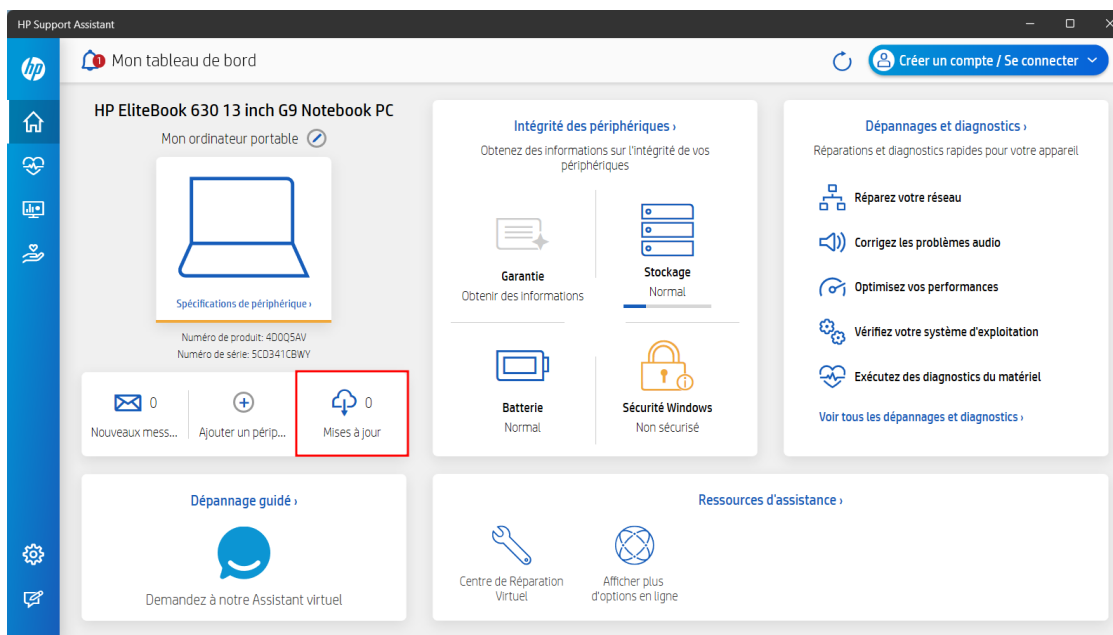 HP Support Assistant
hp
1
Mon tableau de bord
Créer un compte / Se connecter
HP EliteBook 630 13 inch G9 Notebook PC
Mon ordinateur portable
Spécifications de périphérique ›
Numéro de produit: 4D0Q5AV
Numéro de série: 5CD341CBWY
0
Nouveaux mess...
Ajouter un périp...
0
Mises à jour
Intégrité des périphériques ›
Obtenez des informations sur l'intégrité de vos
périphériques
Garantie
Obtenir des informations
Stockage
Normal
Batterie
Normal
Sécurité Windows
Non sécurisé
Dépannages et diagnostics ›
Réparations et diagnostics rapides pour votre appareil
Réparez votre réseau
Corrigez les problèmes audio
Optimisez vos performances
Vérifiez votre système d'exploitation
Exécutez des diagnostics du matériel
Voir tous les dépannages et diagnostics ›
Dépannage guidé ›
Demandez à notre Assistant virtuel
Ressources d'assistance ›
Centre de Réparation
Virtuel
Afficher plus
d'options en ligne